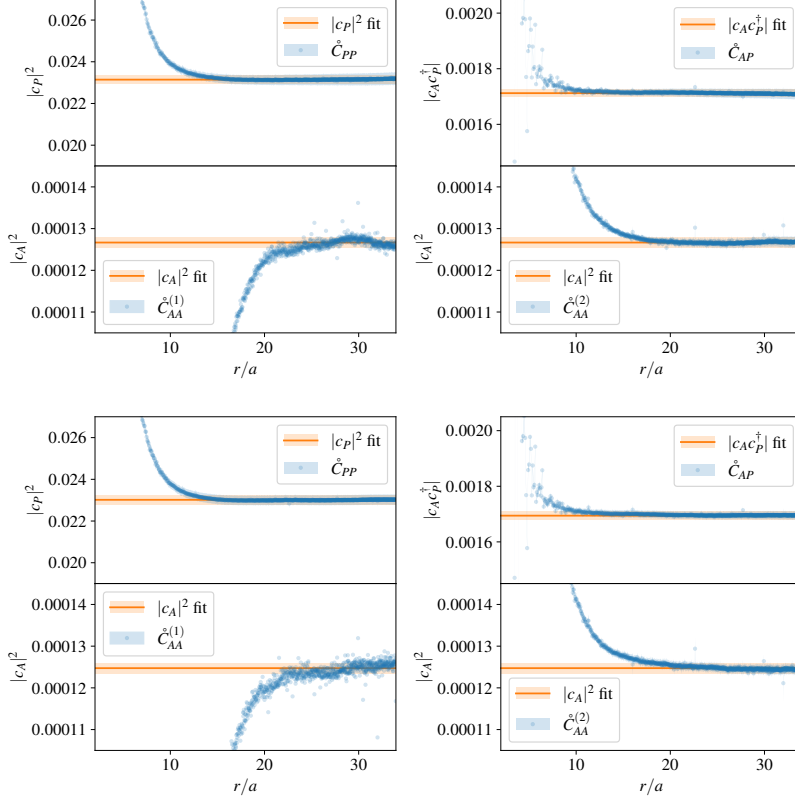 0.026
0.024
0.022
0.020
|c_P|²
|c_P|² fit
C̊_PP
0.0020
0.0018
0.0016
|c_A c_P^†|
|c_A c_P^†| fit
C̊_AP
0.00014
0.00013
0.00012
0.00011
|c_A|²
|c_A|² fit
C̊_AA^(1)
10 20 30
r/a
0.00014
0.00013
0.00012
0.00011
|c_A|²
|c_A|² fit
C̊_AA^(2)
10 20 30
r/a
0.026
0.024
0.022
0.020
|c_P|²
|c_P|² fit
C̊_PP
0.0020
0.0018
0.0016
|c_A c_P^†|
|c_A c_P^†| fit
C̊_AP
0.00014
0.00013
0.00012
0.00011
|c_A|²
|c_A|² fit
C̊_AA^(1)
10 20 30
r/a
0.00014
0.00013
0.00012
0.00011
|c_A|²
|c_A|² fit
C̊_AA^(2)
10 20 30
r/a